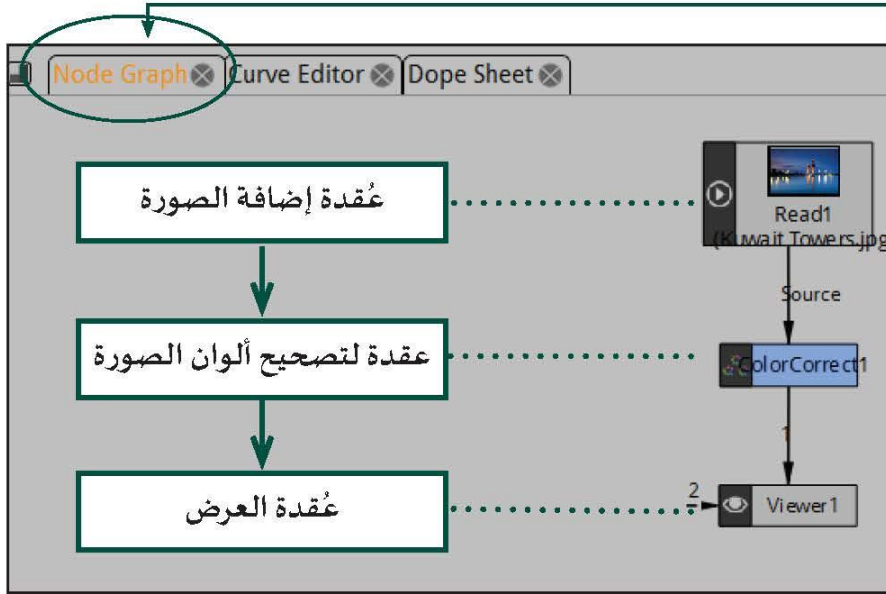 Node Graph Curve Editor Dope Sheet
عُقدة إضافة الصورة
Read1
(Kuwait Towers.jpg
Source
عقدة لتصحيح ألوان الصورة
ColorCorrect1
1
عُقدة العرض
2
Viewer1